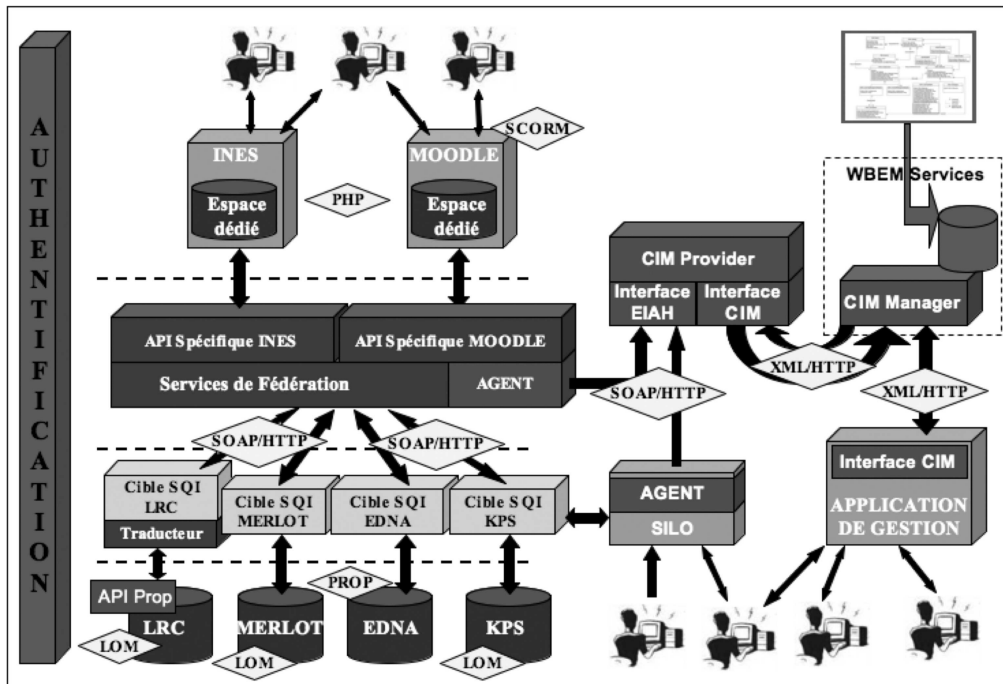 AUTHENTIFICATION
INES
MOODLE
SCORM
Espace
dédié
PHP
Espace
dédié
WBEM Services
CIM Provider
Interface
EIAH
Interface
CIM
CIM Manager
API Spécifique INES
API Spécifique MOODLE
Services de Fédération
AGENT
XML/HTTP
SOAP/HTTP
XML/HTTP
SOAP/HTTP
SOAP/HTTP
Cible SQI
LRC
Traducteur
Cible SQI
MERLOT
Cible SQI
EDNA
Cible SQI
KPS
AGENT
SILO
Interface CIM
APPLICATION
DE GESTION
API Prop
PROP
LRC
MERLOT
EDNA
KPS
LOM
LOM
LOM